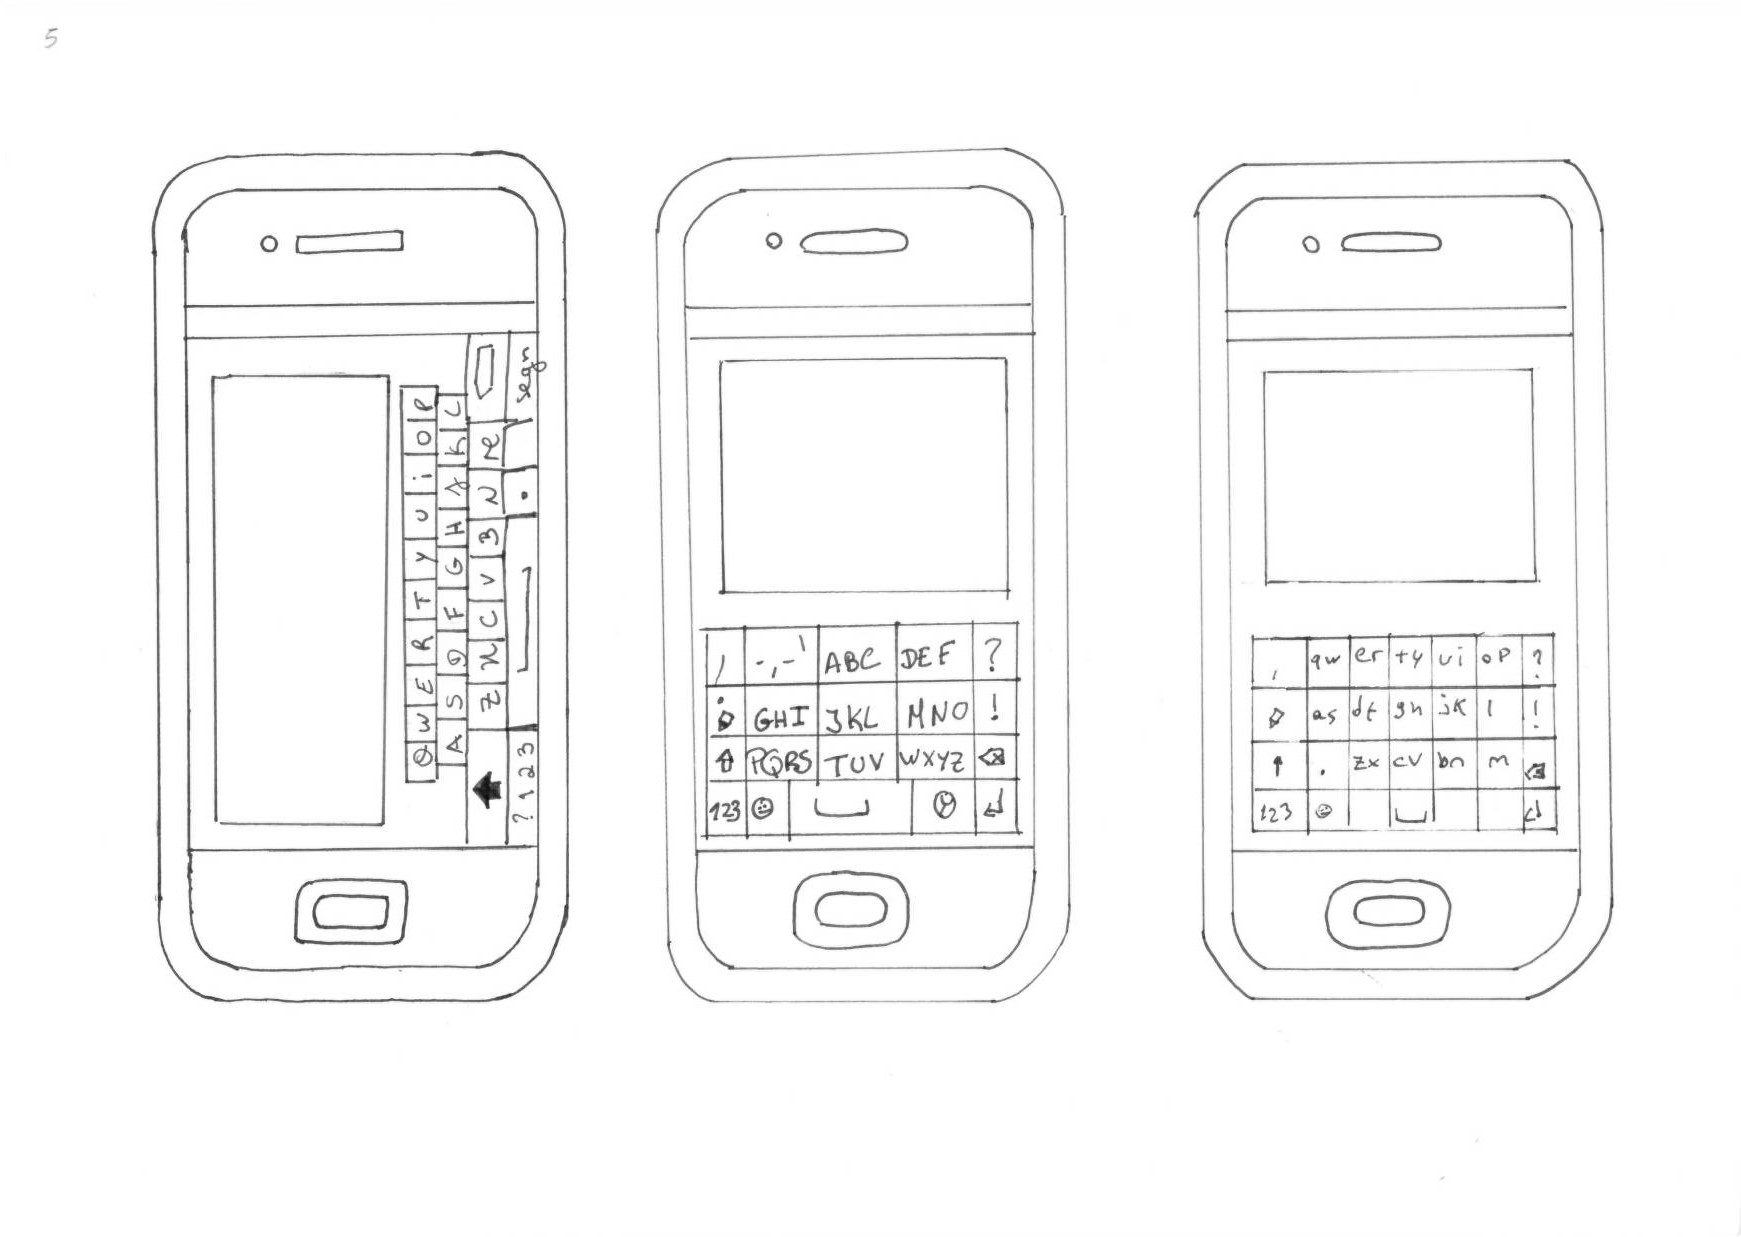 5
Q W E R T Y U i O P
A S D F G H J K L
Z X C V B N M
? 123 .
, .,-' ABC DEF ?
GHI JKL MNO !
PQRS TUV WXYZ
123
, qw er ty ui op ?
as df gh jk l !
. zx cv bn m
123